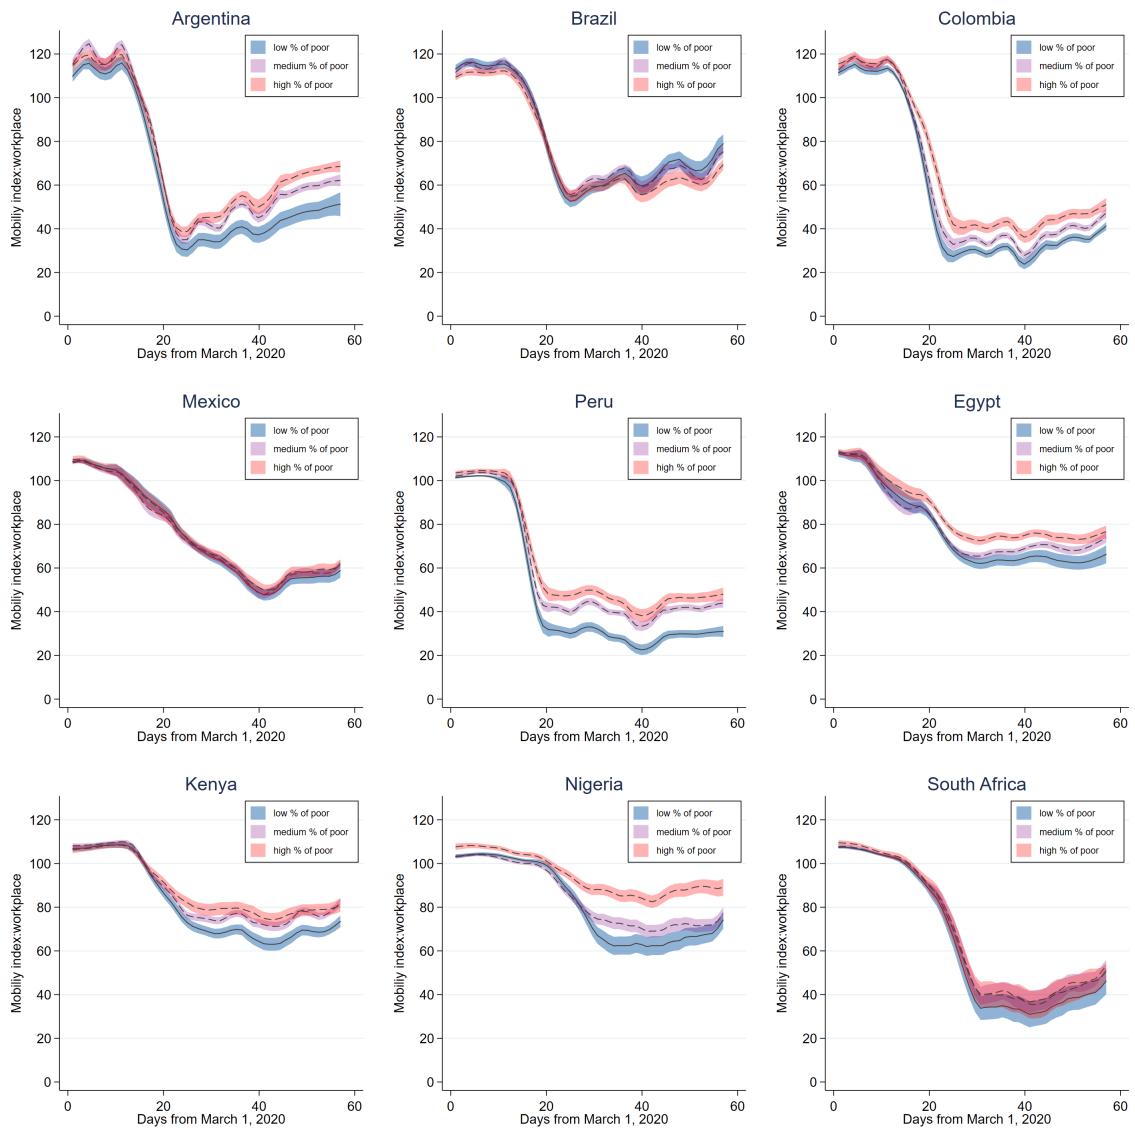 Argentina
Mobiliy index:workplace
120
100
80
60
40
20
0
low % of poor
medium % of poor
high % of poor
0 20 40 60
Days from March 1, 2020
Brazil
Mobiliy index:workplace
120
100
80
60
40
20
0
low % of poor
medium % of poor
high % of poor
0 20 40 60
Days from March 1, 2020
Colombia
Mobiliy index:workplace
120
100
80
60
40
20
0
low % of poor
medium % of poor
high % of poor
0 20 40 60
Days from March 1, 2020
Mexico
Mobiliy index:workplace
120
100
80
60
40
20
0
low % of poor
medium % of poor
high % of poor
0 20 40 60
Days from March 1, 2020
Peru
Mobiliy index:workplace
120
100
80
60
40
20
0
low % of poor
medium % of poor
high % of poor
0 20 40 60
Days from March 1, 2020
Egypt
Mobiliy index:workplace
120
100
80
60
40
20
0
low % of poor
medium % of poor
high % of poor
0 20 40 60
Days from March 1, 2020
Kenya
Mobiliy index:workplace
120
100
80
60
40
20
0
low % of poor
medium % of poor
high % of poor
0 20 40 60
Days from March 1, 2020
Nigeria
Mobiliy index:workplace
120
100
80
60
40
20
0
low % of poor
medium % of poor
high % of poor
0 20 40 60
Days from March 1, 2020
South Africa
Mobiliy index:workplace
120
100
80
60
40
20
0
low % of poor
medium % of poor
high % of poor
0 20 40 60
Days from March 1, 2020